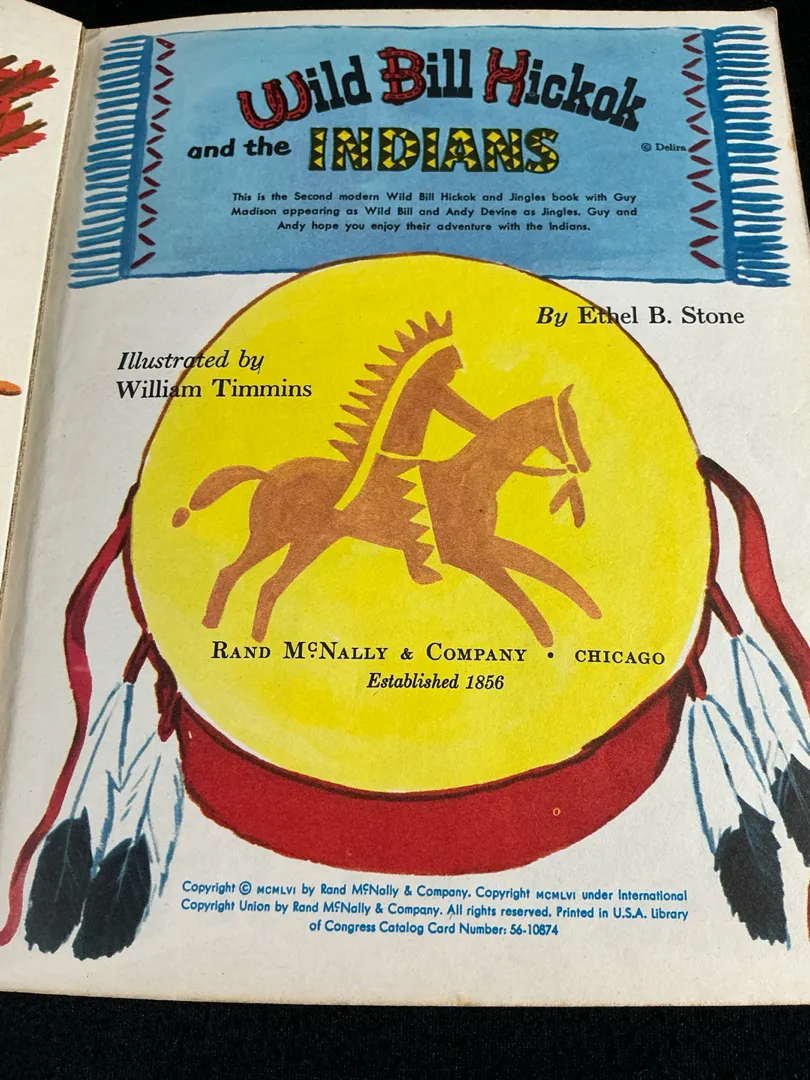 Wild Bill Hickok
and the INDIANS
© Delira
This is the Second modern Wild Bill Hickok and Jingles book with Guy
Madison appearing as Wild Bill and Andy Devine as Jingles. Guy and
Andy hope you enjoy their adventure with the Indians.
By Ethel B. Stone
Illustrated by
William Timmins
RAND McNALLY & COMPANY • CHICAGO
Established 1856
Copyright © MCMLVI by Rand McNally & Company. Copyright MCMLVI under International
Copyright Union by Rand McNally & Company. All rights reserved. Printed in U.S.A. Library
of Congress Catalog Card Number: 56-10874